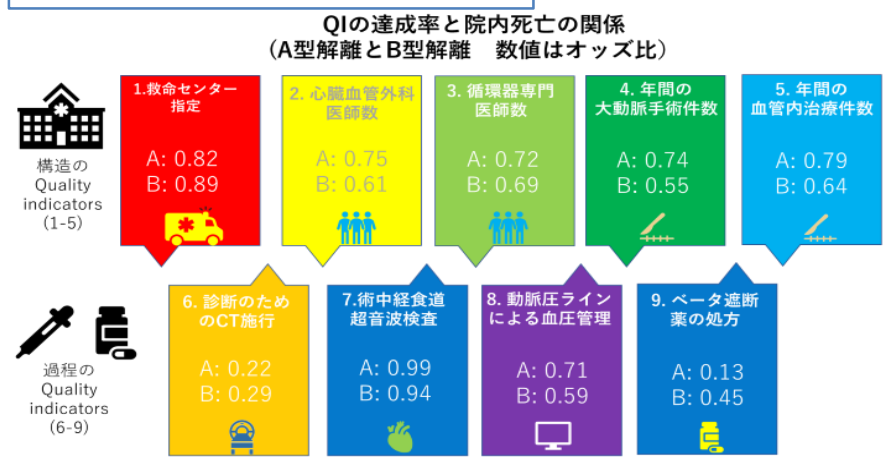 QIの達成率と院内死亡の関係
（A型解離とB型解離　数値はオッズ比）
構造の
Quality
indicators
(1-5)
1.救命センター
指定
A: 0.82
B: 0.89
2. 心臓血管外科
医師数
A: 0.75
B: 0.61
3. 循環器専門
医師数
A: 0.72
B: 0.69
4. 年間の
大動脈手術件数
A: 0.74
B: 0.55
5. 年間の
血管内治療件数
A: 0.79
B: 0.64
過程の
Quality
indicators
(6-9)
6. 診断のため
のCT施行
A: 0.22
B: 0.29
7.術中経食道
超音波検査
A: 0.99
B: 0.94
8. 動脈圧ライン
による血圧管理
A: 0.71
B: 0.59
9. ベータ遮断
薬の処方
A: 0.13
B: 0.45